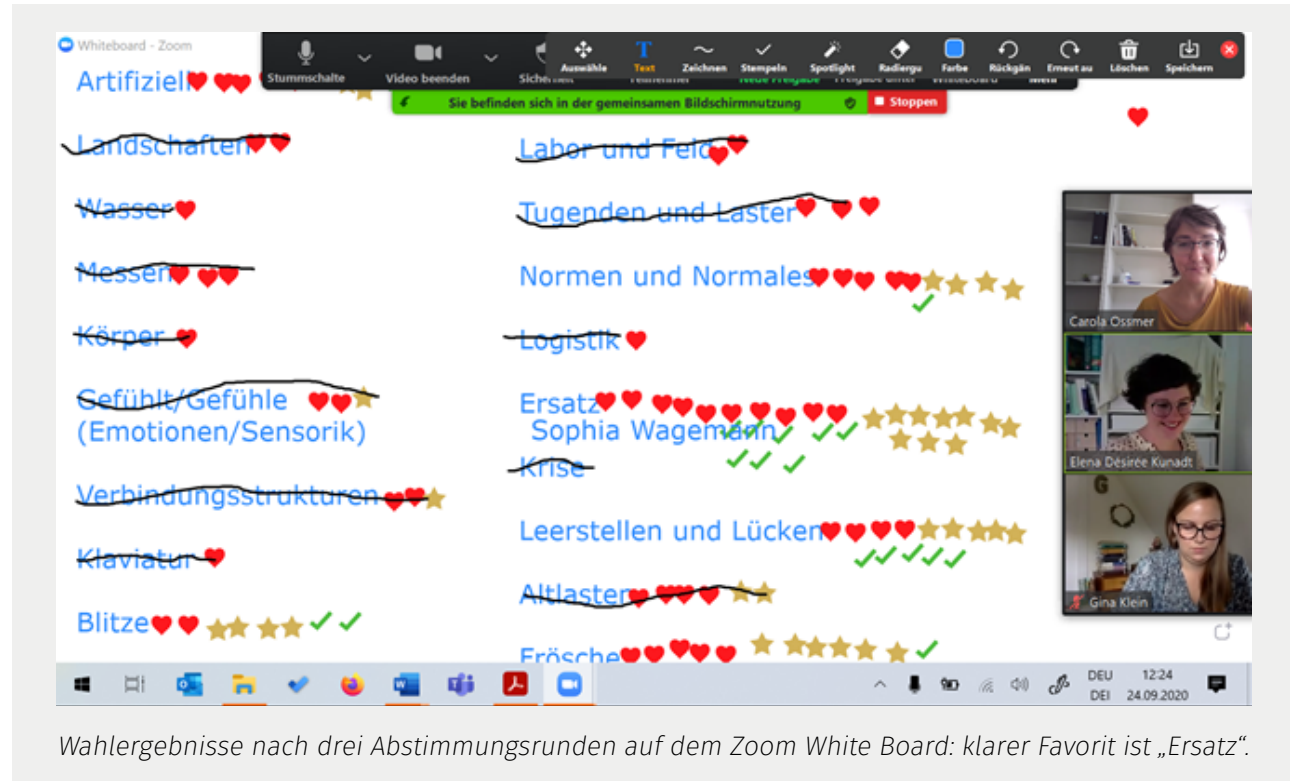 Whiteboard - Zoom
Stummschalte
Video beenden
Auswähle
Text
Zeichnen
Stempeln
Spotlight
Radiergu
Farbe
Rückgän
Erneut au
Löschen
Speichern
Sie befinden sich in der gemeinsamen Bildschirmnutzung
Stoppen
Artifiziell
Landschaften
Wasser
Messen
Körper
Gefühlt/Gefühle
(Emotionen/Sensorik)
Verbindungsstrukturen
Klaviatur
Blitze
Labor und Feld
Tugenden und Laster
Normen und Normales
Logistik
Ersatz
Sophia Wagemann
Krise
Leerstellen und Lücken
Altlasten
Frösche
Carola Ossmer
Elena Désirée Kunadt
G
Gina Klein
DEU
DEI
12:24
24.09.2020
Wahlergebnisse nach drei Abstimmungsrunden auf dem Zoom White Board: klarer Favorit ist „Ersatz“.